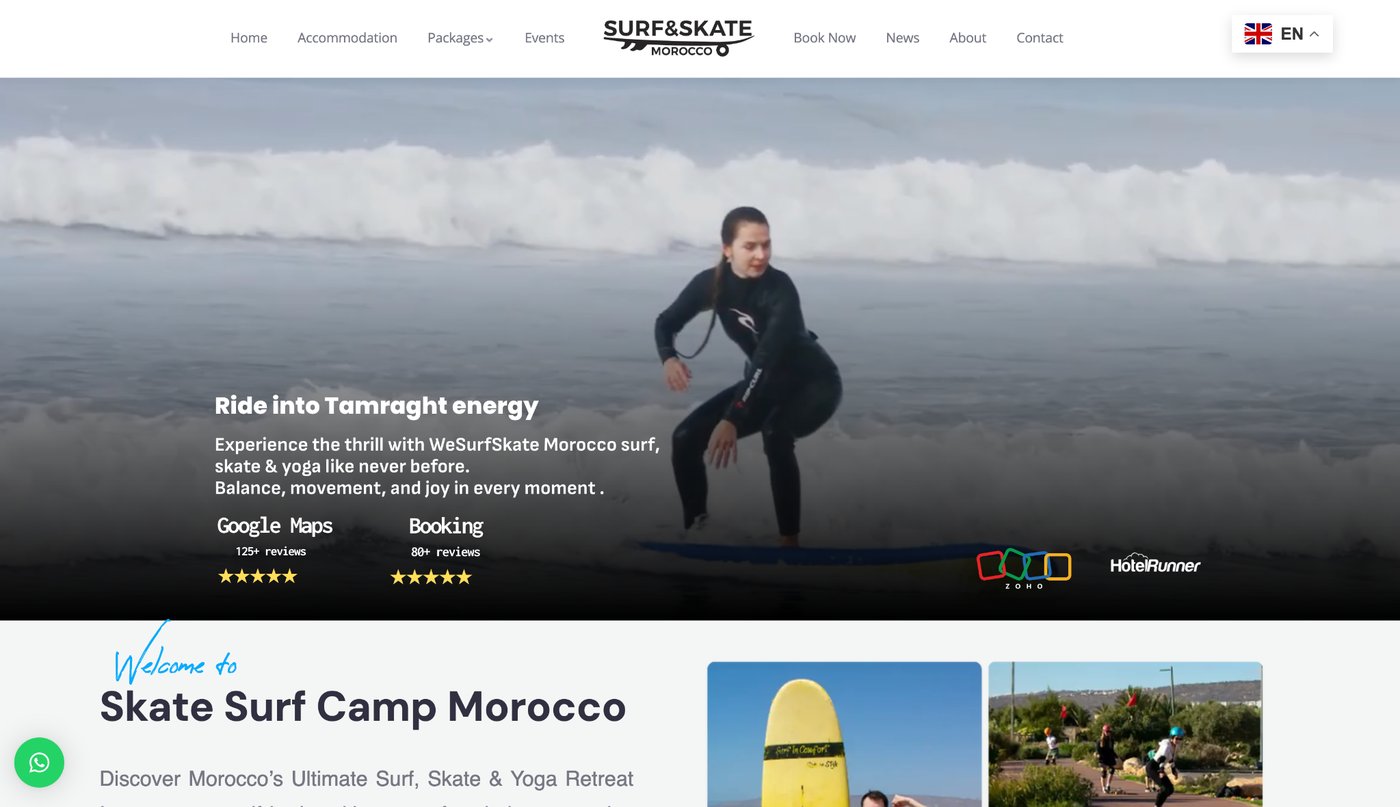 Home
Accommodation
Packages
Events
SURF&SKATE
MOROCCO
Book Now
News
About
Contact
EN
RIP CURL
Ride into Tamraght energy
Experience the thrill with WeSurfSkate Morocco surf,
skate & yoga like never before.
Balance, movement, and joy in every moment .
Google Maps
125+ reviews
★★★★★
Booking
80+ reviews
★★★★★
ZOHO
HotelRunner
Welcome to
Skate Surf Camp Morocco
Surf In Comfort
Discover Morocco’s Ultimate Surf, Skate & Yoga Retreat